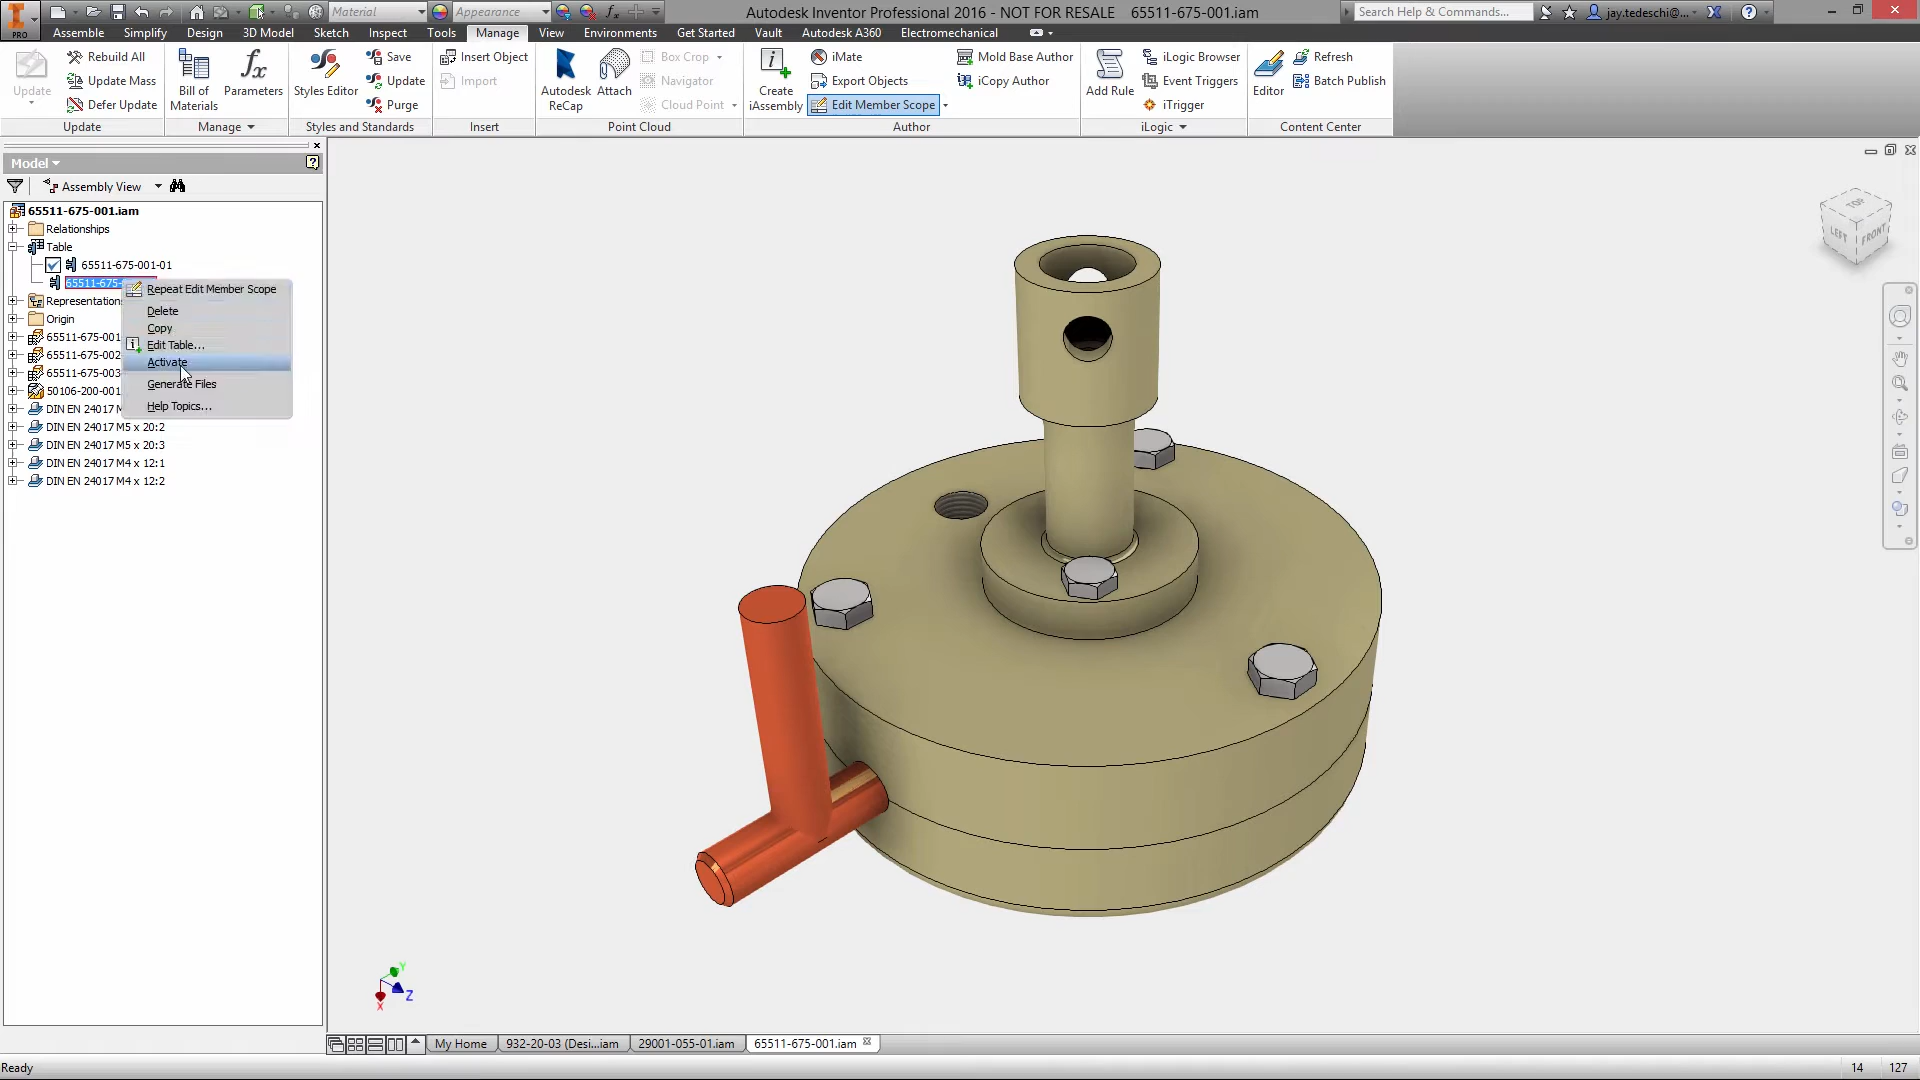 PRO
Material
Appearance
Autodesk Inventor Professional 2016 - NOT FOR RESALE 65511-675-001.iam
Search Help & Commands...
jay.tedeschi@...
Assemble Simplify Design 3D Model Sketch Inspect Tools Manage View Environments Get Started Vault Autodesk A360 Electromechanical
Update
Rebuild All
Update Mass
Defer Update
Update
Bill of Materials
Parameters
Manage
Styles Editor
Save
Update
Purge
Styles and Standards
Insert Object
Import
Insert
Autodesk ReCap
Attach
Box Crop
Navigator
Cloud Point
Point Cloud
Create iAssembly
iMate
Export Objects
Edit Member Scope
Mold Base Author
iCopy Author
Author
Add Rule
iLogic Browser
Event Triggers
iTrigger
iLogic
Editor
Refresh
Batch Publish
Content Center
Model
Assembly View
65511-675-001.iam
Relationships
Table
65511-675-001-01
65511-675-
Representation
Origin
65511-675-001
65511-675-002
65511-675-003
50106-200-001
DIN EN 24017 M
DIN EN 24017 M5 x 20:2
DIN EN 24017 M5 x 20:3
DIN EN 24017 M4 x 12:1
DIN EN 24017 M4 x 12:2
Repeat Edit Member Scope
Delete
Copy
Edit Table...
Activate
Generate Files
Help Topics...
TOP
LEFT
FRONT
Y
Z
X
My Home
932-20-03 (Desi...iam
29001-055-01.iam
65511-675-001.iam
Ready
14
127